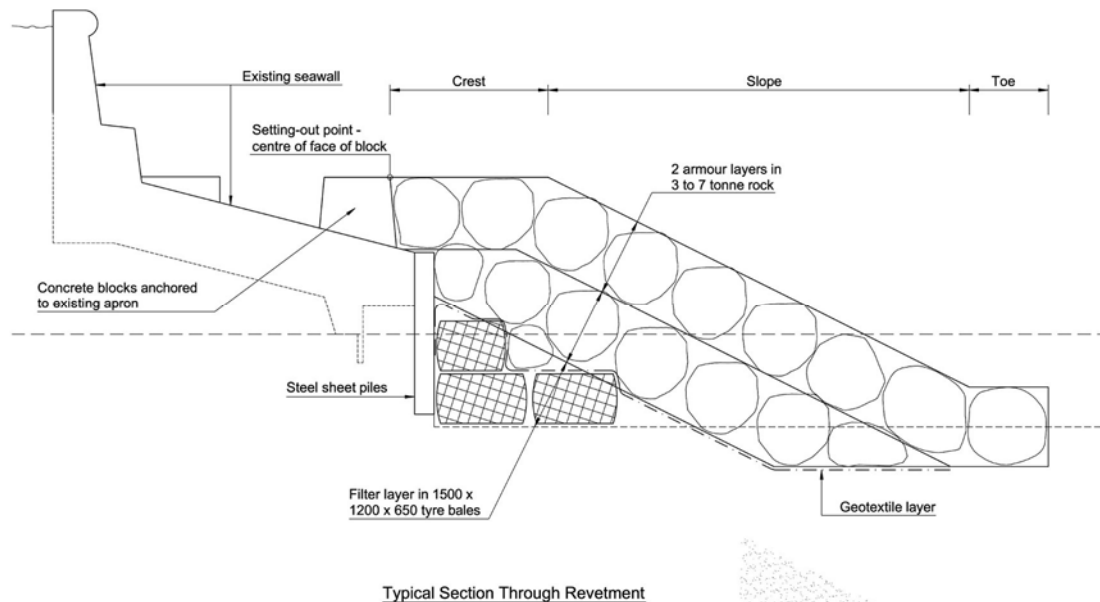 Existing seawall
Crest
Slope
Toe
Setting-out point -
centre of face of block
2 armour layers in
3 to 7 tonne rock
Concrete blocks anchored
to existing apron
Steel sheet piles
Filter layer in 1500 x
1200 x 650 tyre bales
Geotextile layer
Typical Section Through Revetment